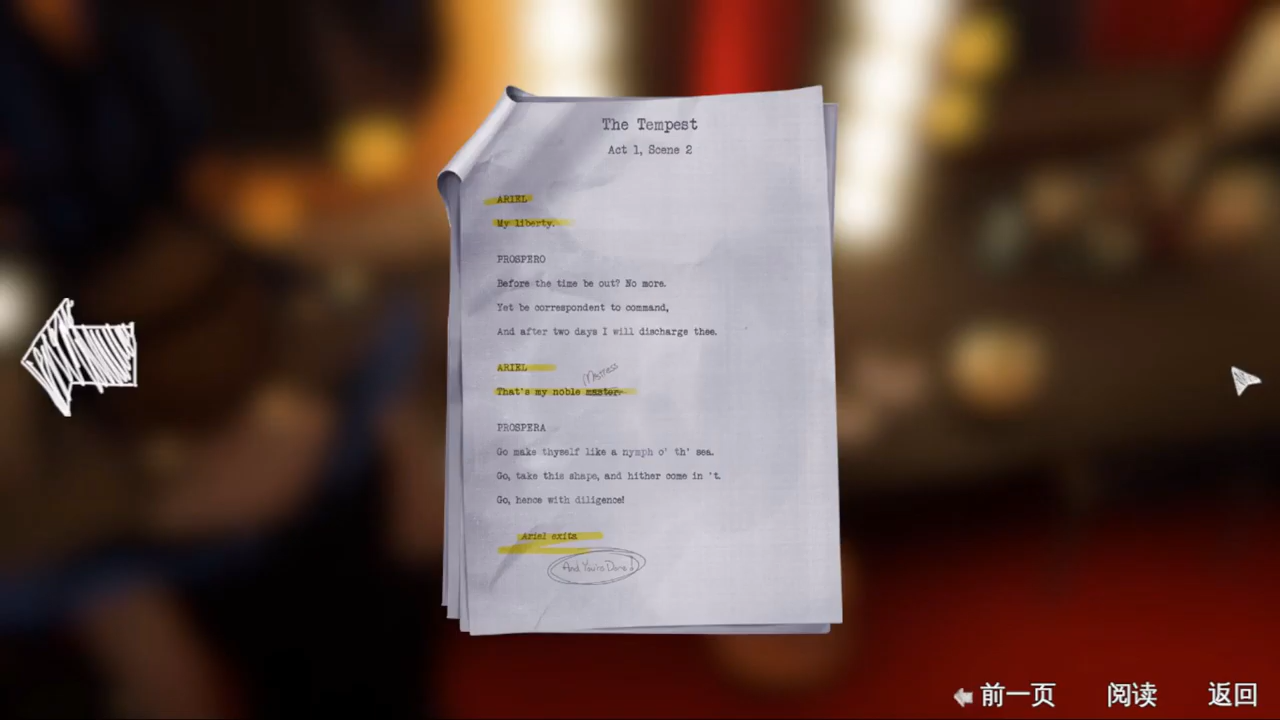 The Tempest
Act 1, Scene 2
ARIEL
My liberty.
PROSPERO
Before the time be out? No more.
Yet be correspondent to command,
And after two days I will discharge thee.
ARIEL
Mistress
That's my noble master.
PROSPERA
Go make thyself like a nymph o' th' sea.
Go, take this shape, and hither come in 't.
Go, hence with diligence!
Ariel exits
And You're Done!
前一页 阅读 返回